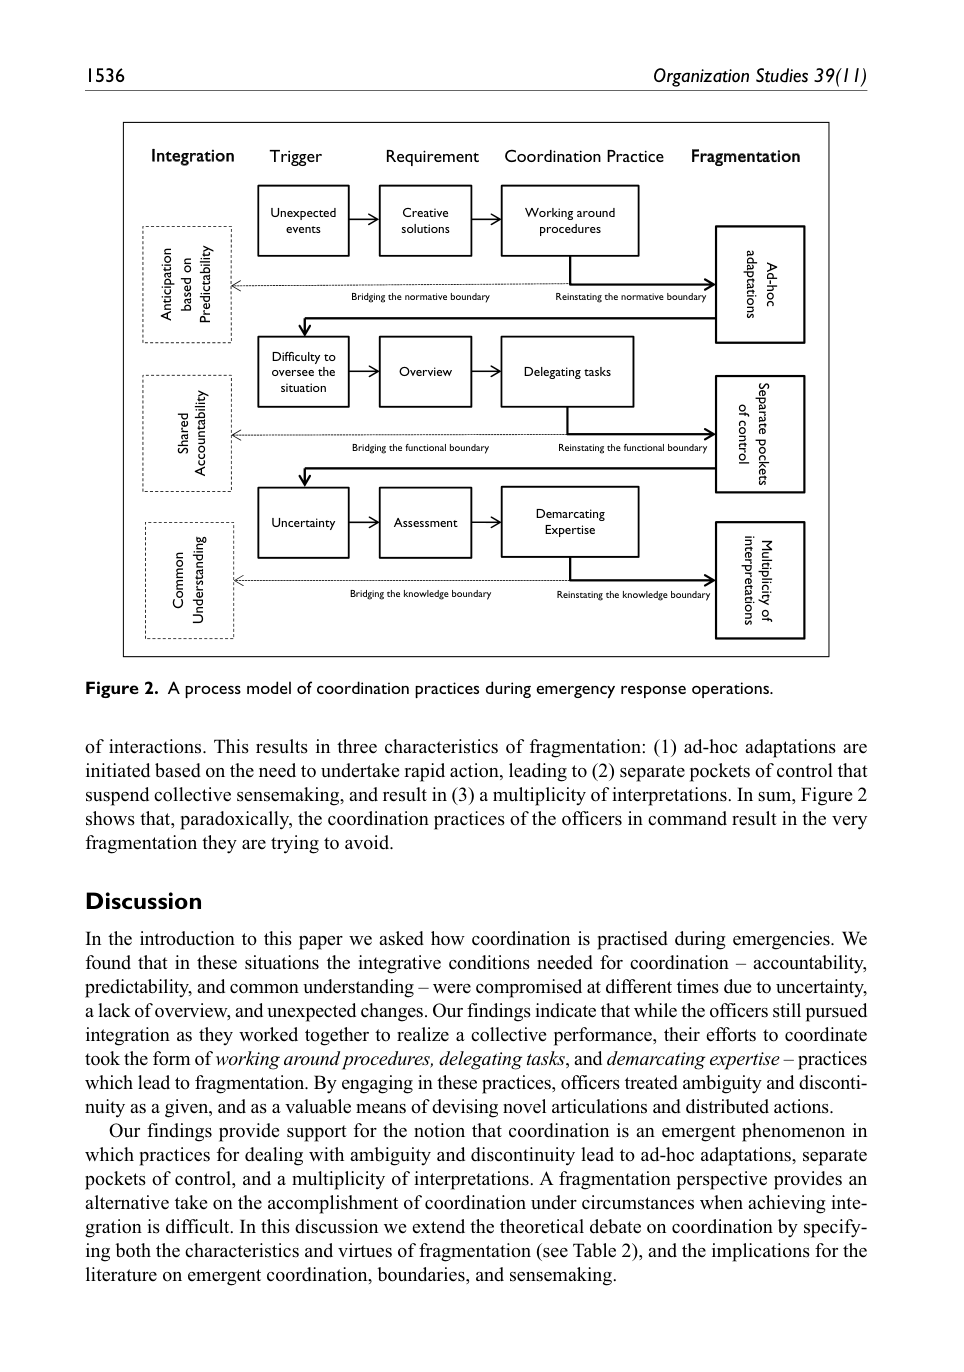 1536
Organization Studies 39(11)
Integration Trigger Requirement Coordination Practice Fragmentation
Unexpected
events
Creative
solutions
Working around
procedures
Anticipation
based on
Predictability
Ad-hoc
adaptations
Bridging the normative boundary
Reinstating the normative boundary
Difficulty to
oversee the
situation
Overview
Delegating tasks
Shared
Accountability
Separate pockets
of control
Bridging the functional boundary
Reinstating the functional boundary
Uncertainty
Assessment
Demarcating
Expertise
Common
Understanding
Multiplicity of
interpretations
Bridging the knowledge boundary
Reinstating the knowledge boundary
Figure 2. A process model of coordination practices during emergency response operations.
of interactions. This results in three characteristics of fragmentation: (1) ad-hoc adaptations are
initiated based on the need to undertake rapid action, leading to (2) separate pockets of control that
suspend collective sensemaking, and result in (3) a multiplicity of interpretations. In sum, Figure 2
shows that, paradoxically, the coordination practices of the officers in command result in the very
fragmentation they are trying to avoid.
Discussion
In the introduction to this paper we asked how coordination is practised during emergencies. We
found that in these situations the integrative conditions needed for coordination – accountability,
predictability, and common understanding – were compromised at different times due to uncertainty,
a lack of overview, and unexpected changes. Our findings indicate that while the officers still pursued
integration as they worked together to realize a collective performance, their efforts to coordinate
took the form of working around procedures, delegating tasks, and demarcating expertise – practices
which lead to fragmentation. By engaging in these practices, officers treated ambiguity and disconti-
nuity as a given, and as a valuable means of devising novel articulations and distributed actions.
Our findings provide support for the notion that coordination is an emergent phenomenon in
which practices for dealing with ambiguity and discontinuity lead to ad-hoc adaptations, separate
pockets of control, and a multiplicity of interpretations. A fragmentation perspective provides an
alternative take on the accomplishment of coordination under circumstances when achieving inte-
gration is difficult. In this discussion we extend the theoretical debate on coordination by specify-
ing both the characteristics and virtues of fragmentation (see Table 2), and the implications for the
literature on emergent coordination, boundaries, and sensemaking.